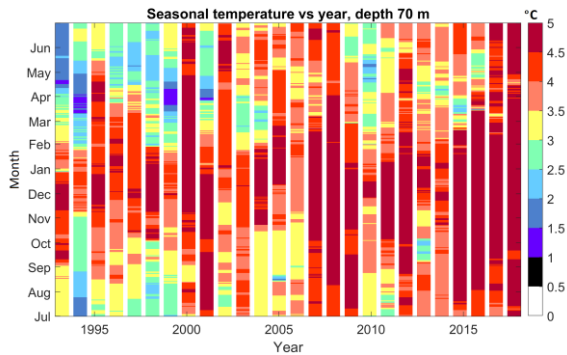 Seasonal temperature vs year, depth 70 m
°C
Jun
May
Apr
Mar
Feb
Jan
Dec
Nov
Oct
Sep
Aug
Jul
Month
1995
2000
2005
2010
2015
Year
5
4.5
4
3.5
3
2.5
2
1.5
1
0.5
0